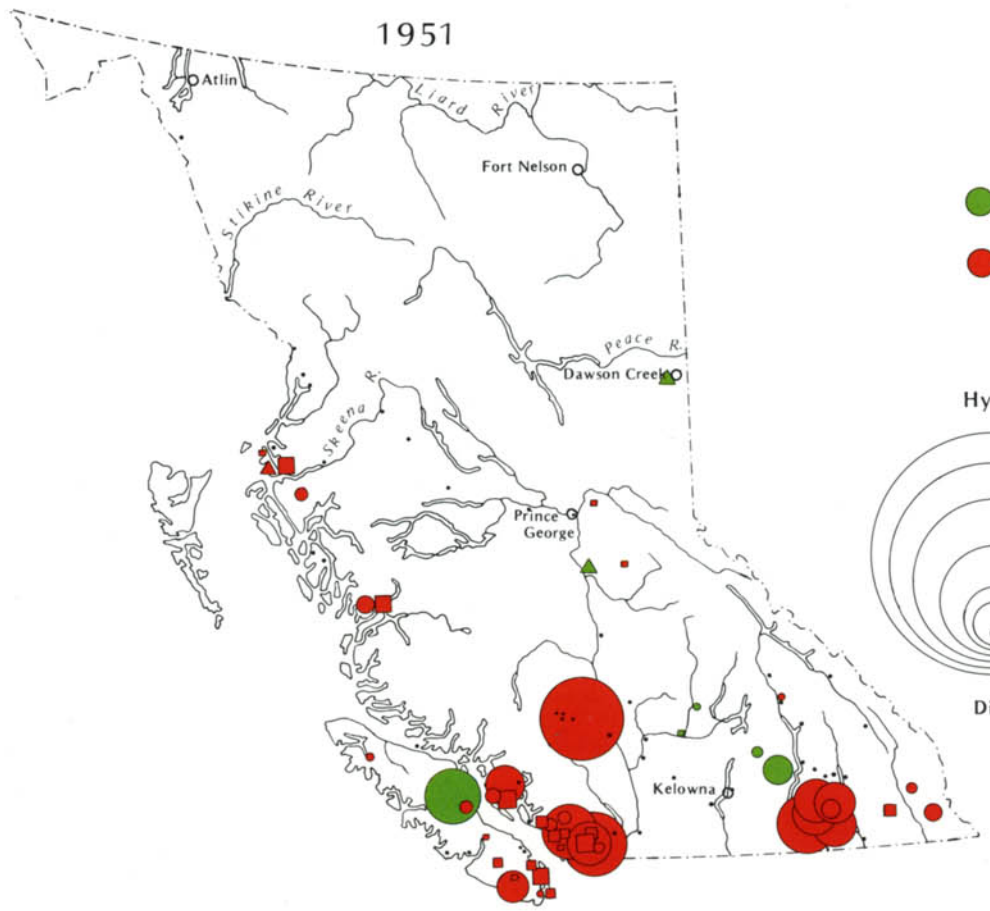 1951
Atlin
Liard River
Fort Nelson
Stikine River
Peace R.
Dawson Creek
Hy
Skeena R.
Prince
George
Di
Kelowna